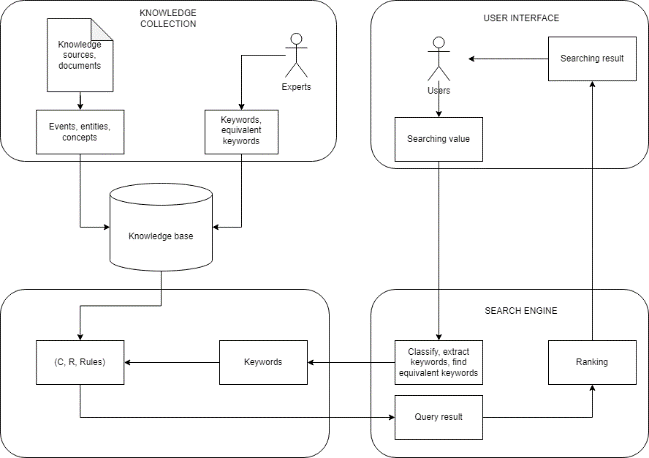 KNOWLEDGE
COLLECTION
Knowledge
sources,
documents
Experts
Events, entities,
concepts
Keywords,
equivalent
keywords
Knowledge base
USER INTERFACE
Users
Searching result
Searching value
(C, R, Rules)
Keywords
SEARCH ENGINE
Classify, extract
keywords, find
equivalent keywords
Ranking
Query result